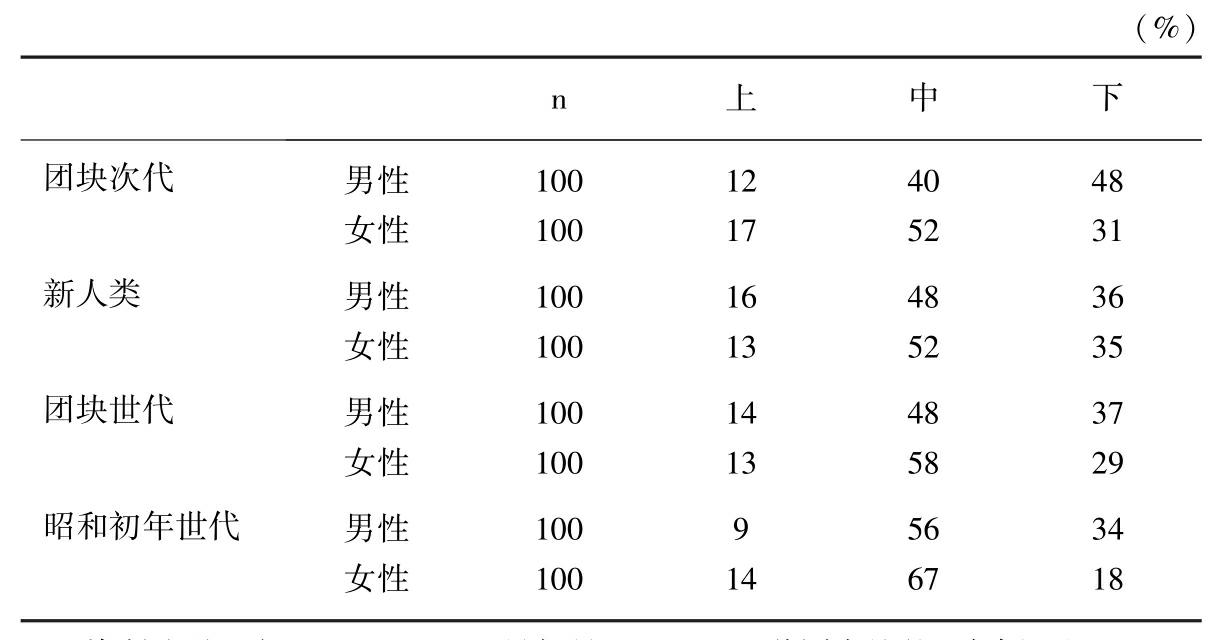 (%)
n 上 中 下
团块次代 男性 100 12 40 48
女性 100 17 52 31
新人类 男性 100 16 48 36
女性 100 13 52 35
团块世代 男性 100 14 48 37
女性 100 13 58 29
昭和初年世代 男性 100 9 56 34
女性 100 14 67 18